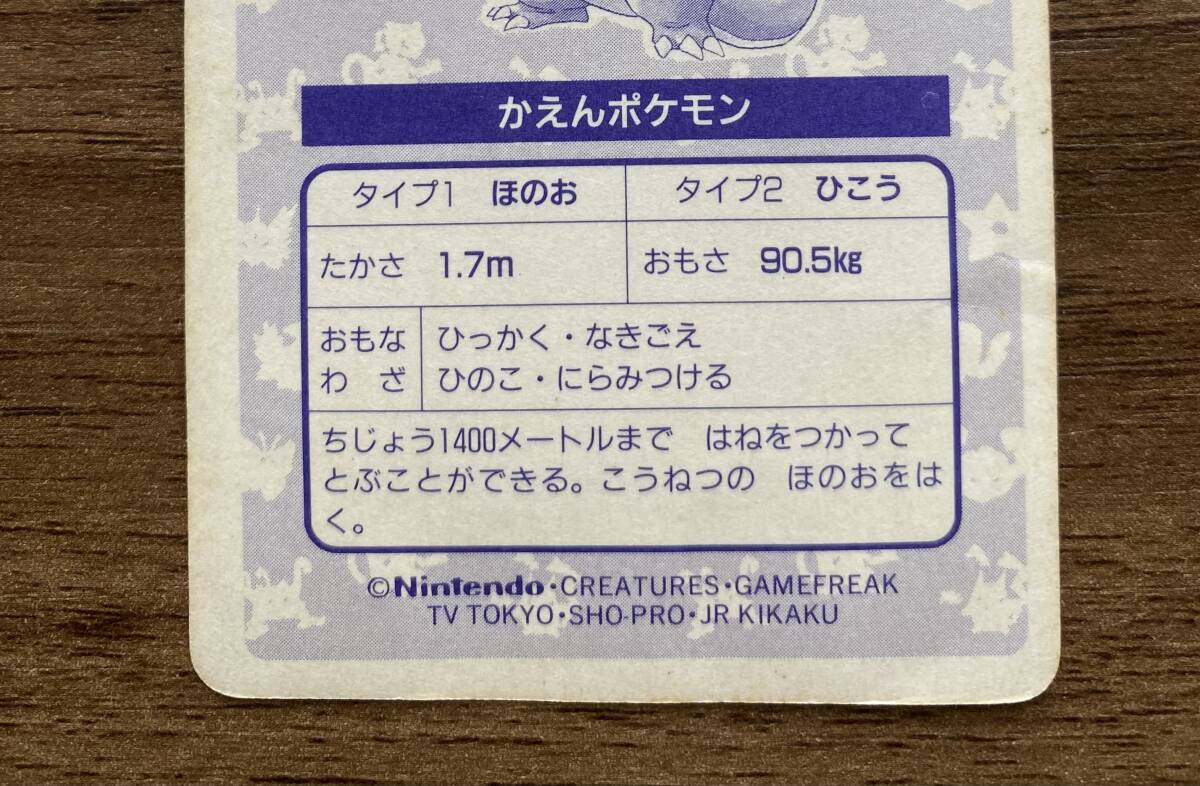 かえんポケモン
タイプ1 ほのお タイプ2 ひこう
たかさ 1.7m おもさ 90.5kg
おもな ひっかく・なきごえ
わざ ひのこ・にらみつける
ちじょう1400メートルまで はねをつかって
とぶことができる。こうねつの ほのおをは
く。
©Nintendo・CREATURES・GAMEFREAK
TV TOKYO・SHO-PRO・JR KIKAKU